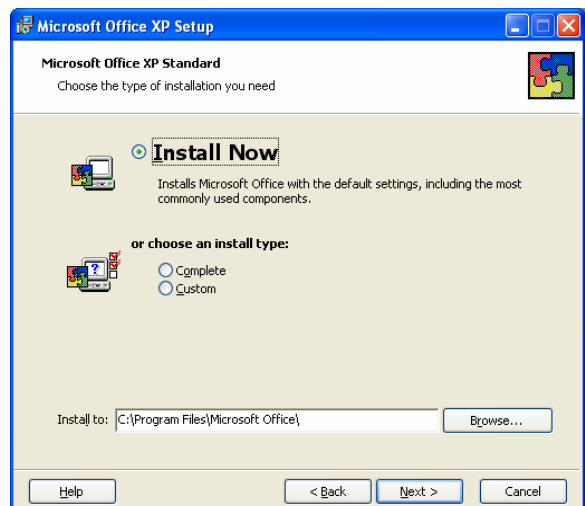 Microsoft Office XP Setup
Microsoft Office XP Standard
Choose the type of installation you need
Install Now
Installs Microsoft Office with the default settings, including the most
commonly used components.
or choose an install type:
?
Complete
Custom
Install to: C:\Program Files\Microsoft Office\ Browse...
Help < Back Next > Cancel